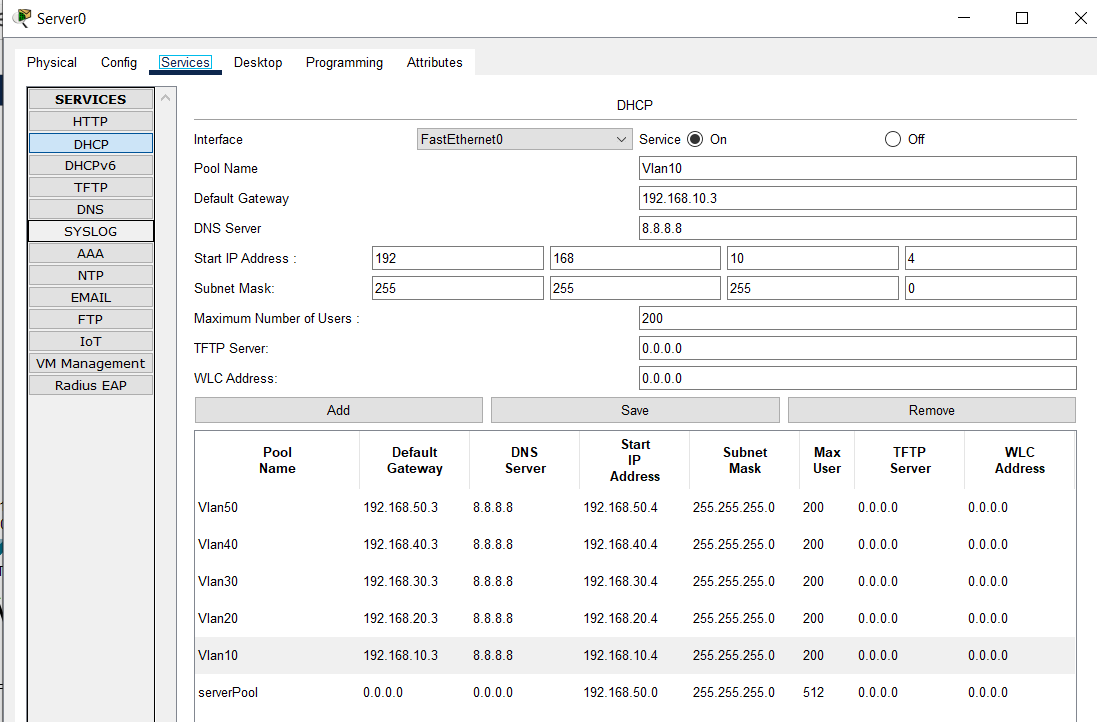 Server0
Physical Config Services Desktop Programming Attributes
SERVICES
HTTP
DHCP
DHCPv6
TFTP
DNS
SYSLOG
AAA
NTP
EMAIL
FTP
IoT
VM Management
Radius EAP
DHCP
Interface FastEthernet0 Service On Off
Pool Name Vlan10
Default Gateway 192.168.10.3
DNS Server 8.8.8.8
Start IP Address : 192 168 10 4
Subnet Mask: 255 255 255 0
Maximum Number of Users : 200
TFTP Server: 0.0.0.0
WLC Address: 0.0.0.0
Add Save Remove
Pool Name Default Gateway DNS Server Start IP Address Subnet Mask Max User TFTP Server WLC Address
Vlan50 192.168.50.3 8.8.8.8 192.168.50.4 255.255.255.0 200 0.0.0.0 0.0.0.0
Vlan40 192.168.40.3 8.8.8.8 192.168.40.4 255.255.255.0 200 0.0.0.0 0.0.0.0
Vlan30 192.168.30.3 8.8.8.8 192.168.30.4 255.255.255.0 200 0.0.0.0 0.0.0.0
Vlan20 192.168.20.3 8.8.8.8 192.168.20.4 255.255.255.0 200 0.0.0.0 0.0.0.0
Vlan10 192.168.10.3 8.8.8.8 192.168.10.4 255.255.255.0 200 0.0.0.0 0.0.0.0
serverPool 0.0.0.0 0.0.0.0 192.168.50.0 255.255.255.0 512 0.0.0.0 0.0.0.0